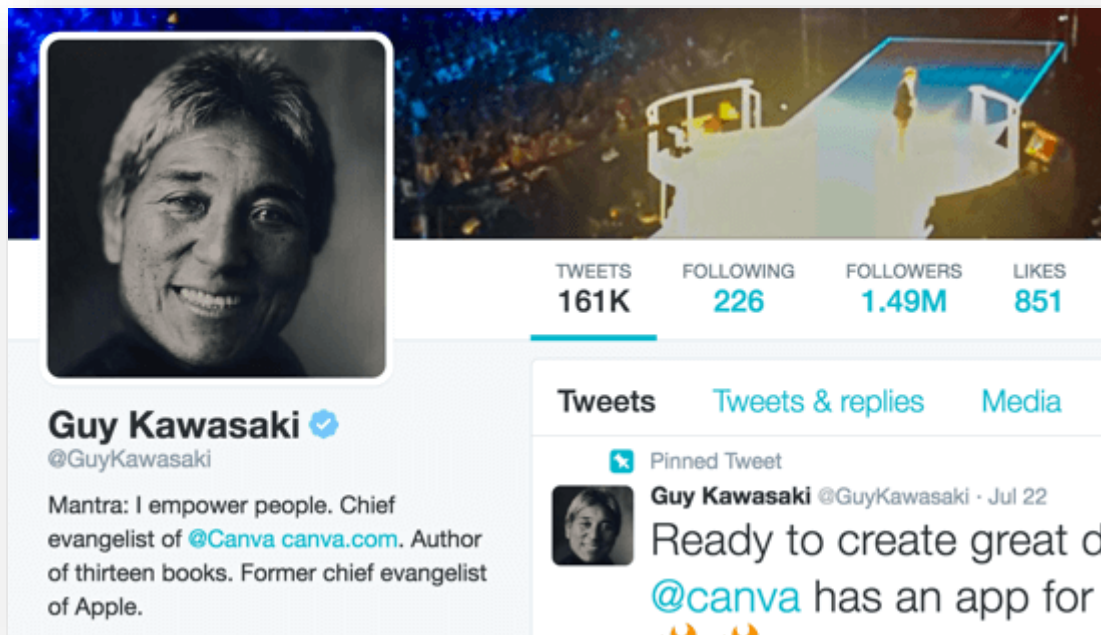 TWEETS FOLLOWING FOLLOWERS LIKES
161K 226 1.49M 851
Tweets Tweets & replies Media
Guy Kawasaki
@GuyKawasaki
Mantra: I empower people. Chief
evangelist of @Canva canva.com. Author
of thirteen books. Former chief evangelist
of Apple.
Pinned Tweet
Guy Kawasaki @GuyKawasaki · Jul 22
Ready to create great d
@canva has an app for